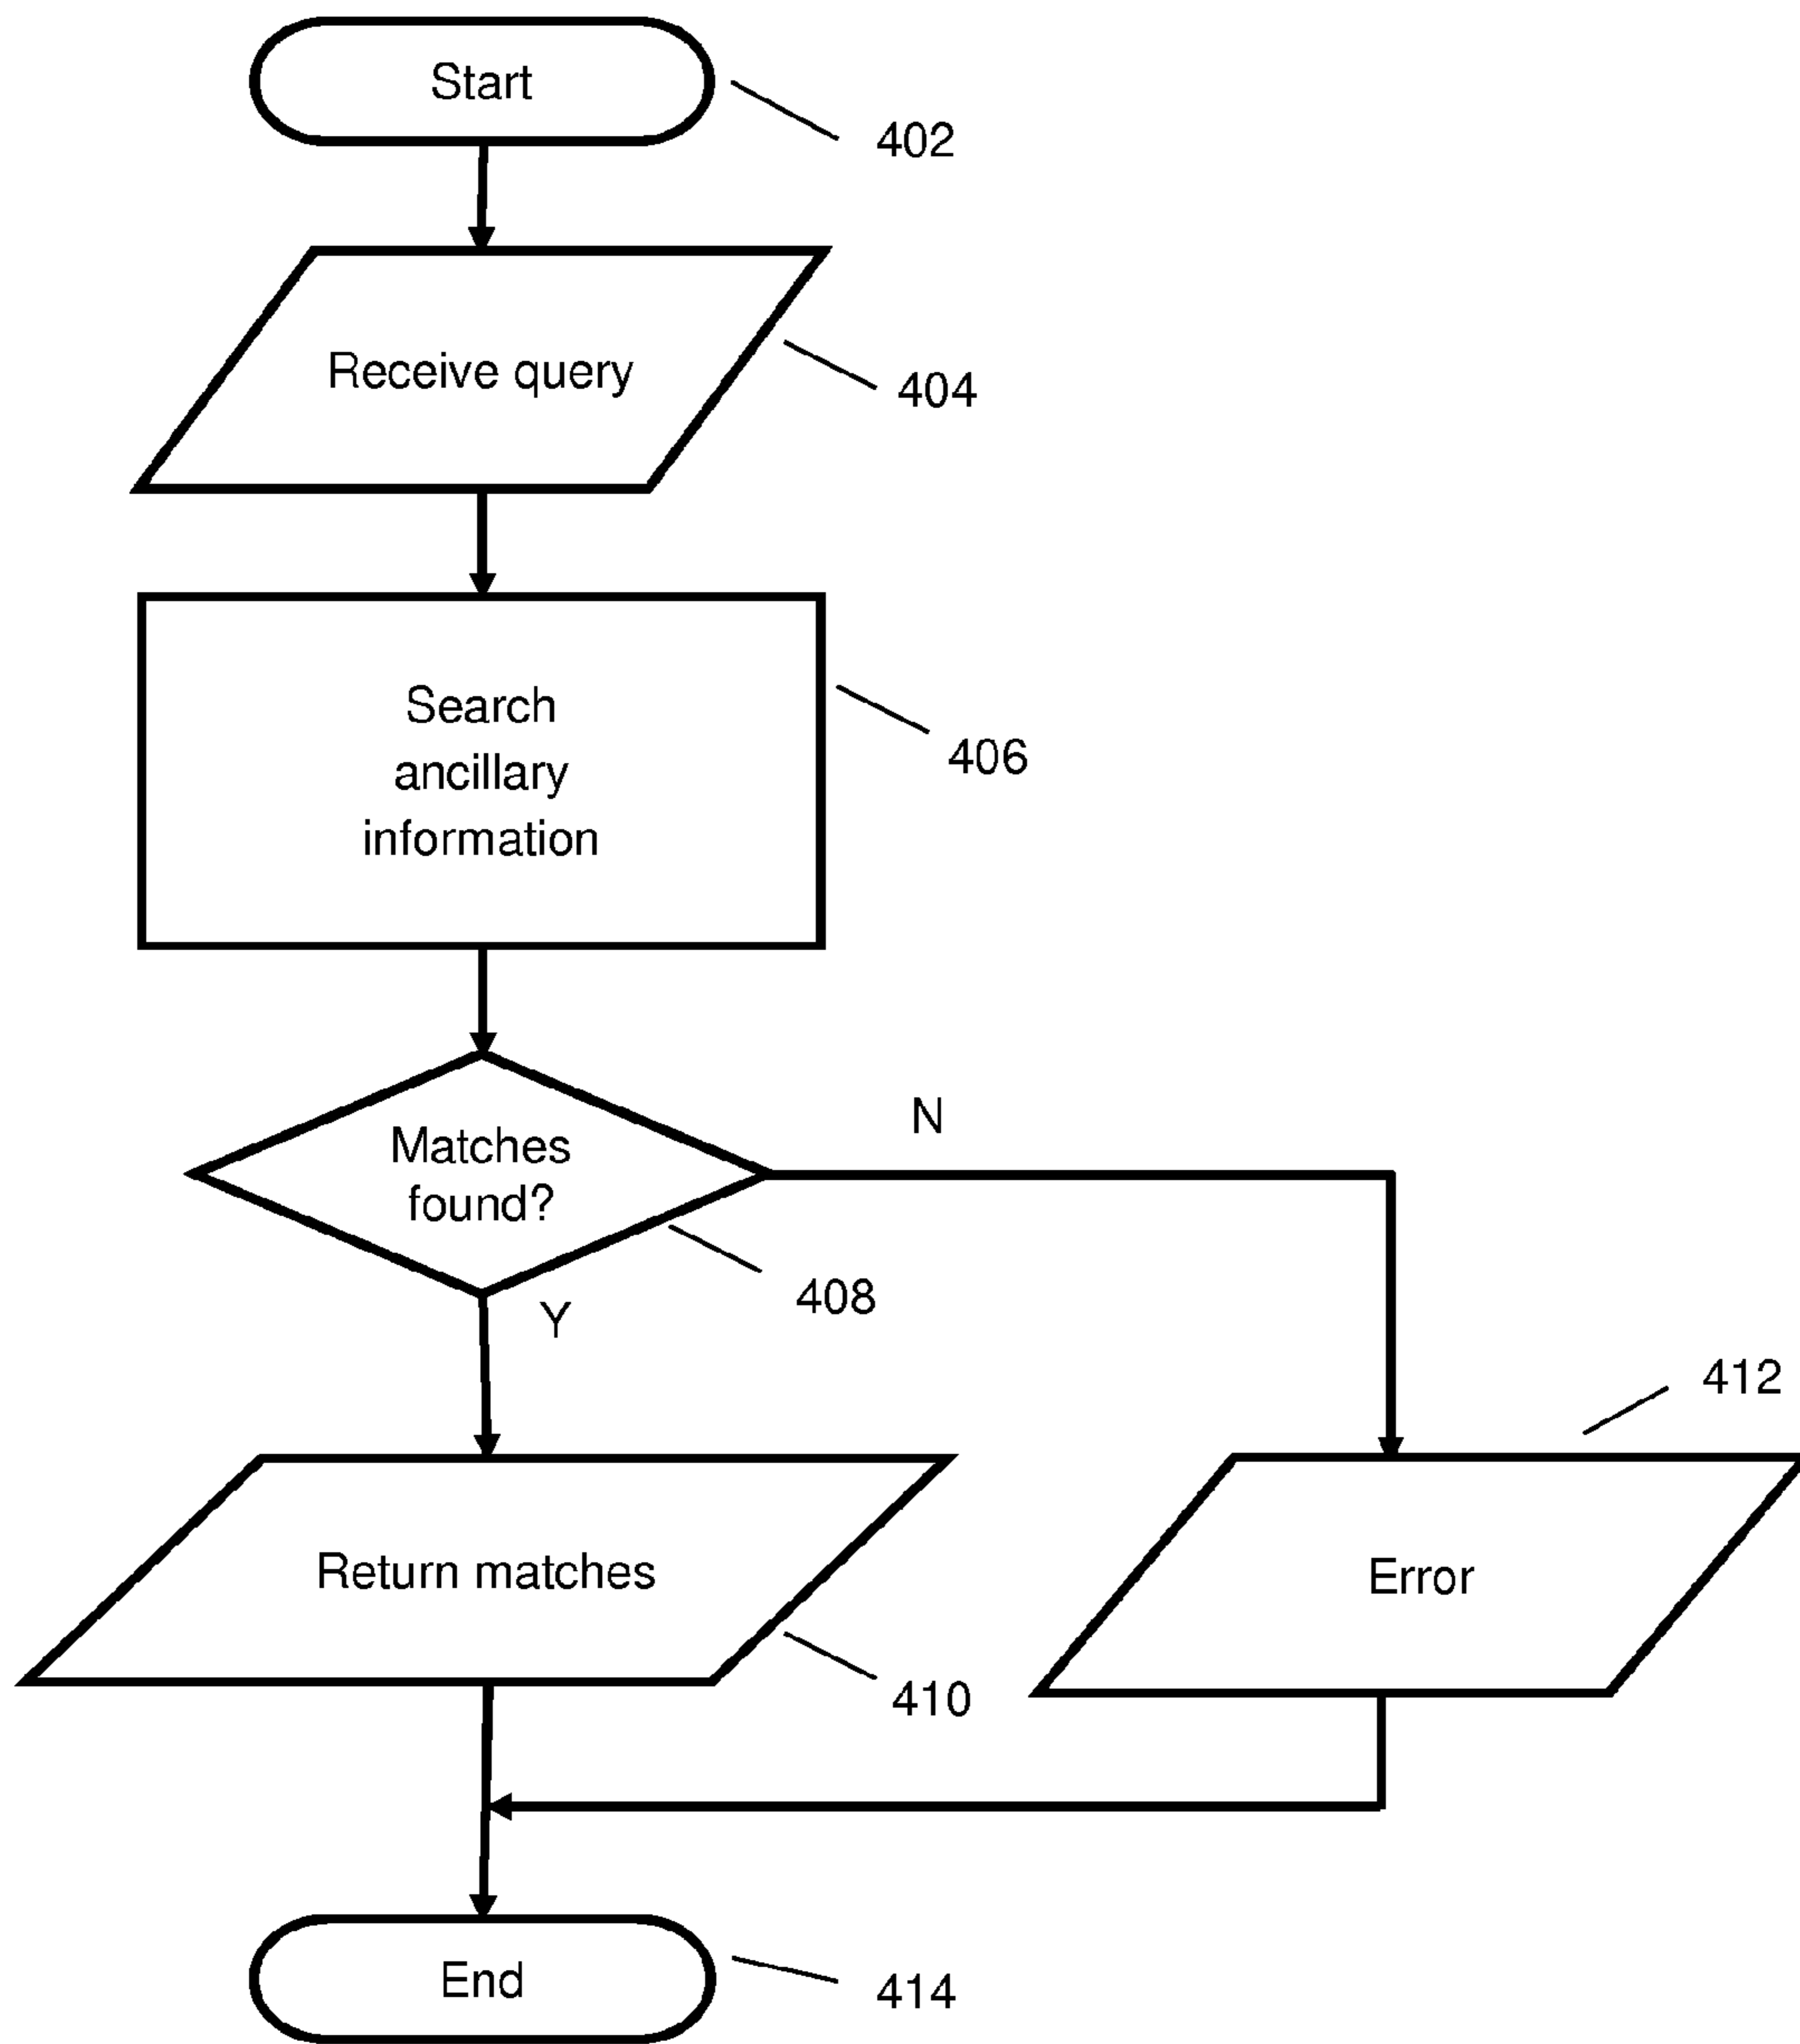 Start
402
Receive query
404
Search
ancillary
information
406
Matches
found?
N
408
Y
412
Return matches
Error
410
End
414